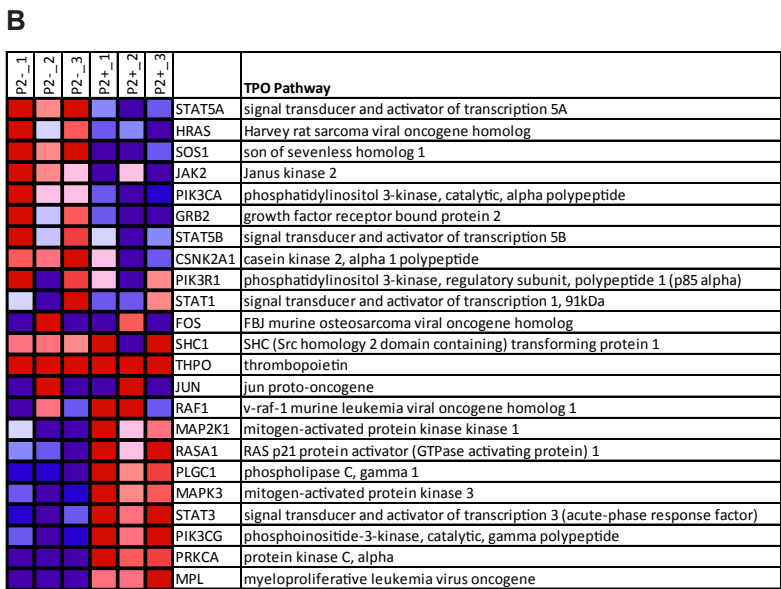 B
P2-_1 P2-_2 P2-_3 P2+_1 P2+_2 P2+_3 TPO Pathway
STAT5A signal transducer and activator of transcription 5A
HRAS Harvey rat sarcoma viral oncogene homolog
SOS1 son of sevenless homolog 1
JAK2 Janus kinase 2
PIK3CA phosphatidylinositol 3-kinase, catalytic, alpha polypeptide
GRB2 growth factor receptor bound protein 2
STAT5B signal transducer and activator of transcription 5B
CSNK2A1 casein kinase 2, alpha 1 polypeptide
PIK3R1 phosphatidylinositol 3-kinase, regulatory subunit, polypeptide 1 (p85 alpha)
STAT1 signal transducer and activator of transcription 1, 91kDa
FOS FBJ murine osteosarcoma viral oncogene homolog
SHC1 SHC (Src homology 2 domain containing) transforming protein 1
THPO thrombopoietin
JUN jun proto-oncogene
RAF1 v-raf-1 murine leukemia viral oncogene homolog 1
MAP2K1 mitogen-activated protein kinase kinase 1
RASA1 RAS p21 protein activator (GTPase activating protein) 1
PLGC1 phospholipase C, gamma 1
MAPK3 mitogen-activated protein kinase 3
STAT3 signal transducer and activator of transcription 3 (acute-phase response factor)
PIK3CG phosphoinositide-3-kinase, catalytic, gamma polypeptide
PRKCA protein kinase C, alpha
MPL myeloproliferative leukemia virus oncogene